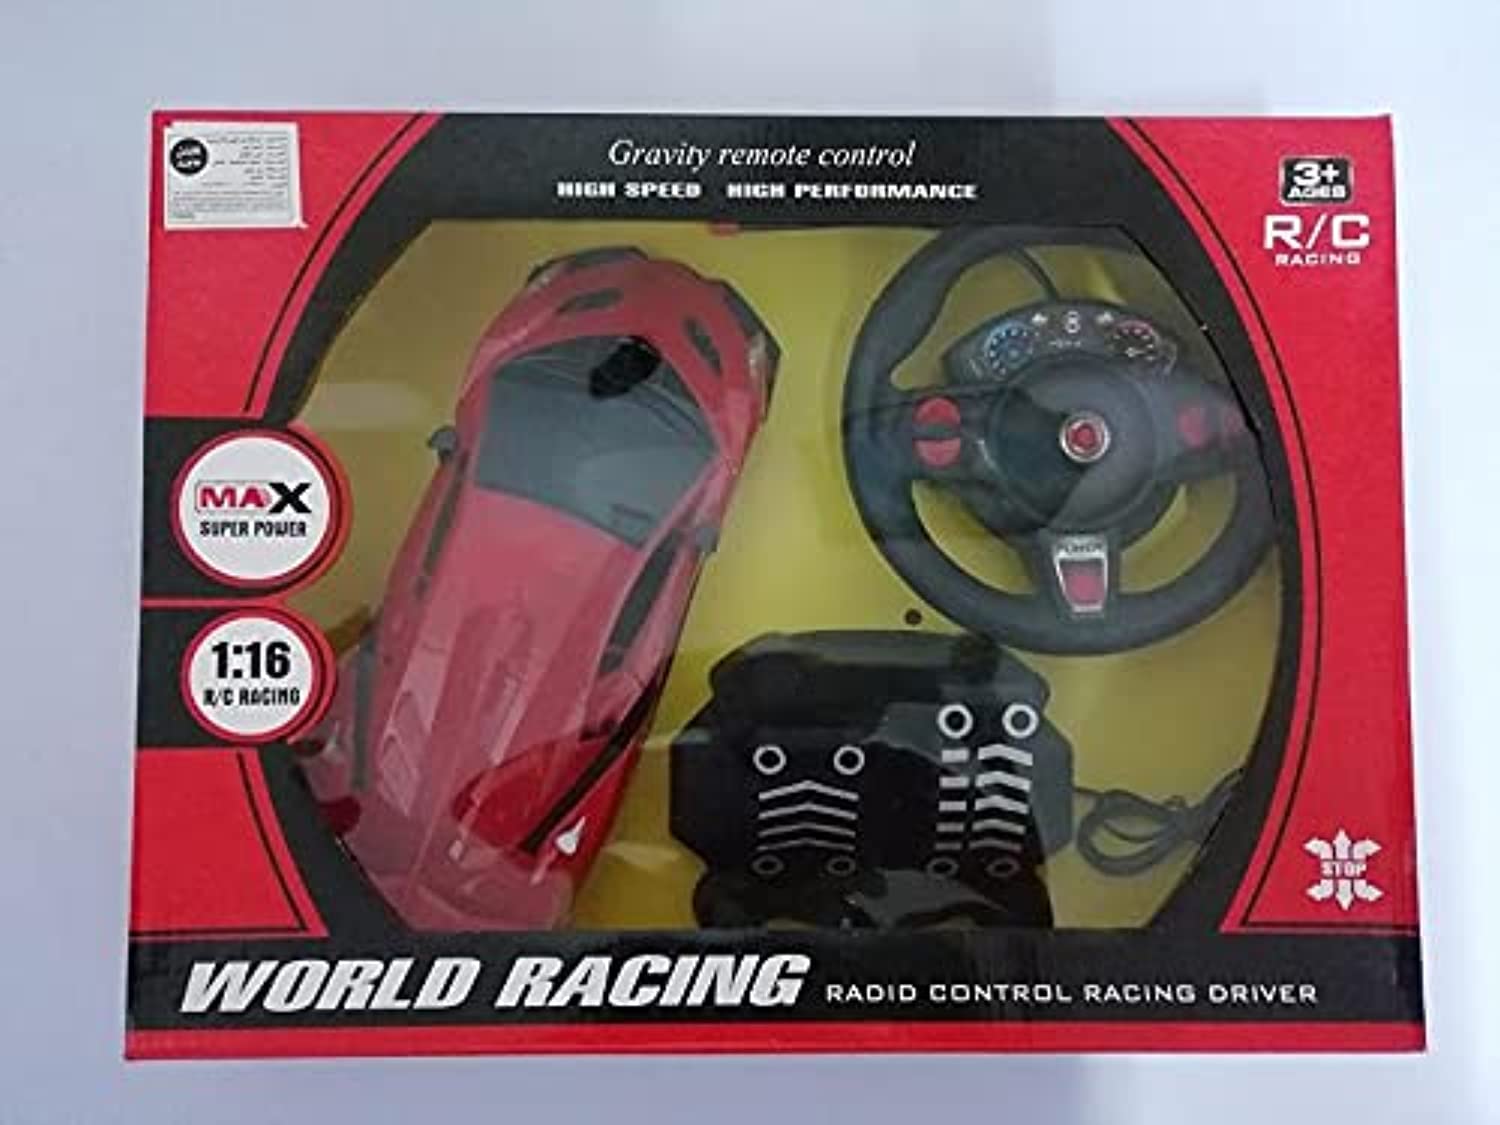 Gravity remote control
HIGH SPEED HIGH PERFORMANCE
3+
AGES
R/C
RACING
MAX
SUPER POWER
1:16
R/C RACING
POWER
STOP
WORLD RACING
RADIO CONTROL RACING DRIVER